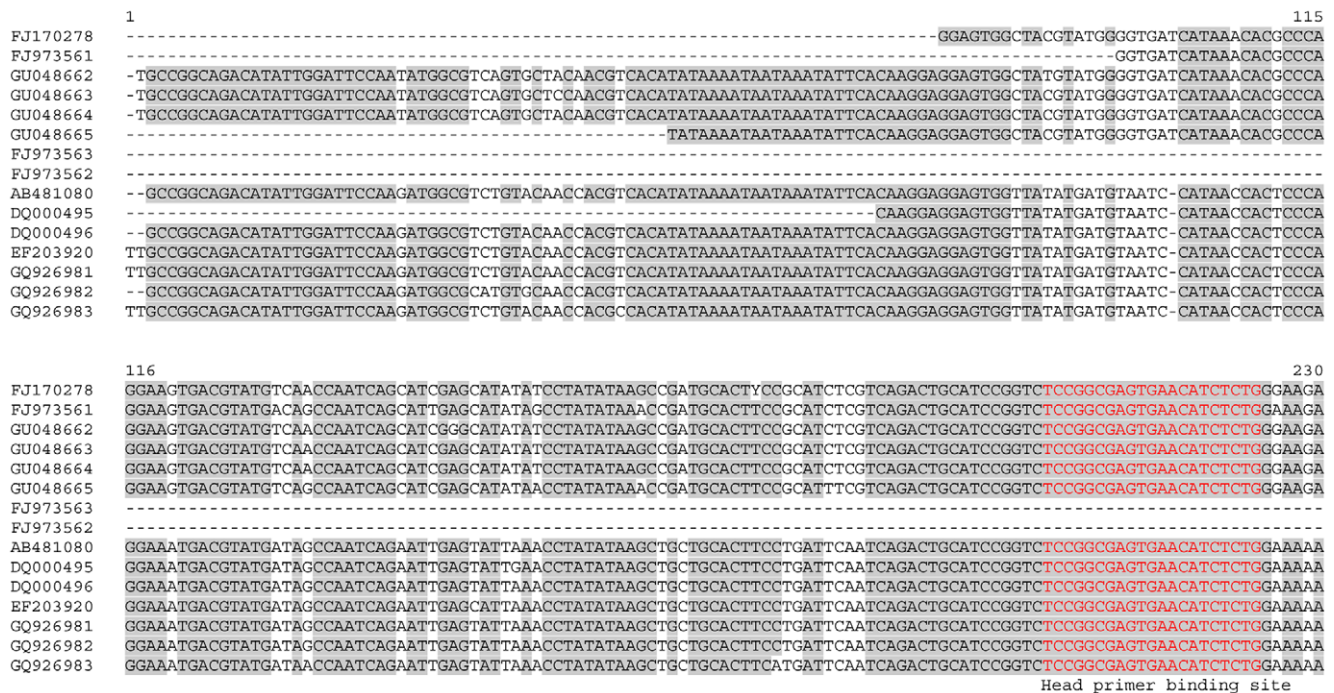 1 115
FJ170278 ------------------------------------------------------------------------------GGAGTGGCTACGTATGGGGTGATCATAAACACGCCCA
FJ973561 -----------------------------------------------------------------------------------------------GGTGATCATAAACACGCCCA
GU048662 -TGCCGGCAGACATATTGGATTCCAATATGGCGTCAGTGCTACAACGTCACATATAAAATAATAAATATTCACAAGGAGGAGTGGCTATGTATGGGGTGATCATAAACACGCCCA
GU048663 -TGCCGGCAGACATATTGGATTCCAATATGGCGTCAGTGCTCCAACGTCACATATAAAATAATAAATATTCACAAGGAGGAGTGGCTACGTATGGGGTGATCATAAACACGCCCA
GU048664 -TGCCGGCAGACATATTGGATTCCAATATGGCGTCAGTGCTACAACGTCACATATAAAATAATAAATATTCACAAGGAGGAGTGGCTACGTATGGGGTGATCATAAACACGCCCA
GU048665 ----------------------------------------------------TATAAAATAATAAATATTCACAAGGAGGAGTGGCTACGTATGGGGTGATCATAAACACGCCCA
FJ973563 -------------------------------------------------------------------------------------------------------------------
FJ973562 -------------------------------------------------------------------------------------------------------------------
AB481080 --GCCGGCAGACATATTGGATTCCAAGATGGCGTCTGTACAACCACGTCACATATAAAATAATAAATATTCACAAGGAGGAGTGGTTATATGATGTAATC-CATAACCACTCCCA
DQ000495 ------------------------------------------------------------------------CAAGGAGGAGTGGTTATATGATGTAATC-CATAACCACTCCCA
DQ000496 --GCCGGCAGACATATTGGATTCCAAGATGGCGTCTGTACAACCACGTCACATATAAAATAATAAATATTCACAAGGAGGAGTGGTTATATGATGTAATC-CATAACCACTCCCA
EF203920 TTGCCGGCAGACATATTGGATTCCAAGATGGCGTCTGTACAACCACGTCACATATAAAATAATAAATATTCACAAGGAGGAGTGGTTATATGATGTAATC-CATAACCACTCCCA
GQ926981 TTGCCGGCAGACATATTGGATTCCAAGATGGCGTCTGTACAACCACGTCACATATAAAATAATAAATATTCACAAGGAGGAGTGGTTATATGATGTAATC-CATAACCACTCCCA
GQ926982 --GCCGGCAGACATATTGGATTCCAAGATGGCGCATGTGCAACCACGTCACATATAAAATAATAAATATTCACAAGGAGGAGTGGTTATATGATGTAATC-CATAACCACTCCCA
GQ926983 TTGCCGGCAGACATATTGGATTCCAAGATGGCGTCTGTACAACCACGCCACATATAAAATAATAAATATTCACAAGGAGGAGTGGTTATATGATGTAATC-CATAACCACTCCCA
116 230
FJ170278 GGAAGTGACGTATGTCAACCAATCAGCATCGAGCATATATCCTATATAAGCCGATGCACTYCCGCATCTCGTCAGACTGCATCCGGTCTCCGGCGAGTGAACATCTCTGGGAAGA
FJ973561 GGAAGTGACGTATGACAGCCAATCAGCATTGAGCATATAGCCTATATAAACCGATGCACTTCCGCATCTCGTCAGACTGCATCCGGTCTCCGGCGAGTGAACATCTCTGGAAAGA
GU048662 GGAAGTGACGTATGTCAACCAATCAGCATCGGGCATATATCCTATATAAGCCGATGCACTTCCGCATCTCGTCAGACTGCATCCGGTCTCCGGCGAGTGAACATCTCTGGGAAGA
GU048663 GGAAGTGACGTATGTCAACCAATCAGCATCGAGCATATATCCTATATAAGCCGATGCACTTCCGCATCTCGTCAGACTGCATCCGGTCTCCGGCGAGTGAACATCTCTGGGAAGA
GU048664 GGAAGTGACGTATGTCAACCAATCAGCATCGAGCATATATCCTATATAAGCCGATGCACTTCCGCATCTCGTCAGACTGCATCCGGTCTCCGGCGAGTGAACATCTCTGGGAAGA
GU048665 GGAAGTGACGTATGTCAGCCAATCAGCATCGAGCATATAACCTATATAAACCGATGCACTTCCGCATTTCGTCAGACTGCATCCGGTCTCCGGCGAGTGAACATCTCTGGGAAGA
FJ973563 -------------------------------------------------------------------------------------------------------------------
FJ973562 -------------------------------------------------------------------------------------------------------------------
AB481080 GGAAATGACGTATGATAGCCAATCAGAATTGAGTATTAAACCTATATAAGCTGCTGCACTTCCTGATTCAATCAGACTGCATCCGGTCTCCGGCGAGTGAACATCTCTGGAAAAA
DQ000495 GGAAATGACGTATGATAGCCAATCAGAATTGAGTATTGAACCTATATAAGCTGCTGCACTTCCTGATTCAATCAGACTGCATCCGGTCTCCGGCGAGTGAACATCTCTGGAAAAA
DQ000496 GGAAATGACGTATGATAGCCAATCAGAATTGAGTATTAAACCTATATAAGCTGCTGCACTTCCTGATTCAATCAGACTGCATCCGGTCTCCGGCGAGTGAACATCTCTGGAAAAA
EF203920 GGAAATGACGTATGATAGCCAATCAGAATTGAGCATTAAACCTATATAAGCTGCTGCACTTCCTGATTCAATCAGACTGCATCCGGTCTCCGGCGAGTGAACATCTCTGGAAAAA
GQ926981 GGAAATGACGTATGATAGCCAATCAGAATTGAGTATTAAACCTATATAAGCTGCTGCACTTCCTGATTCAATCAGACTGCATCCGGTCTCCGGCGAGTGAACATCTCTGGAAAAA
GQ926982 GGAAATGACGTATGATAGCCAATCAGAATTGAGTATTAAACCTATATAAGCTGCTGCACTTCCTGATTCAATCAGACTGCATCCGGTCTCCGGCGAGTGAACATCTCTGGAAAAA
GQ926983 GGAAATGACGTATGATAACCAATCAGAATTGAGTATTAAACCTATATAAGCTGCTGCACTTCATGATTCAATCAGACTGCATCCGGTCTCCGGCGAGTGAACATCTCTGGAAAAA
Head primer binding site